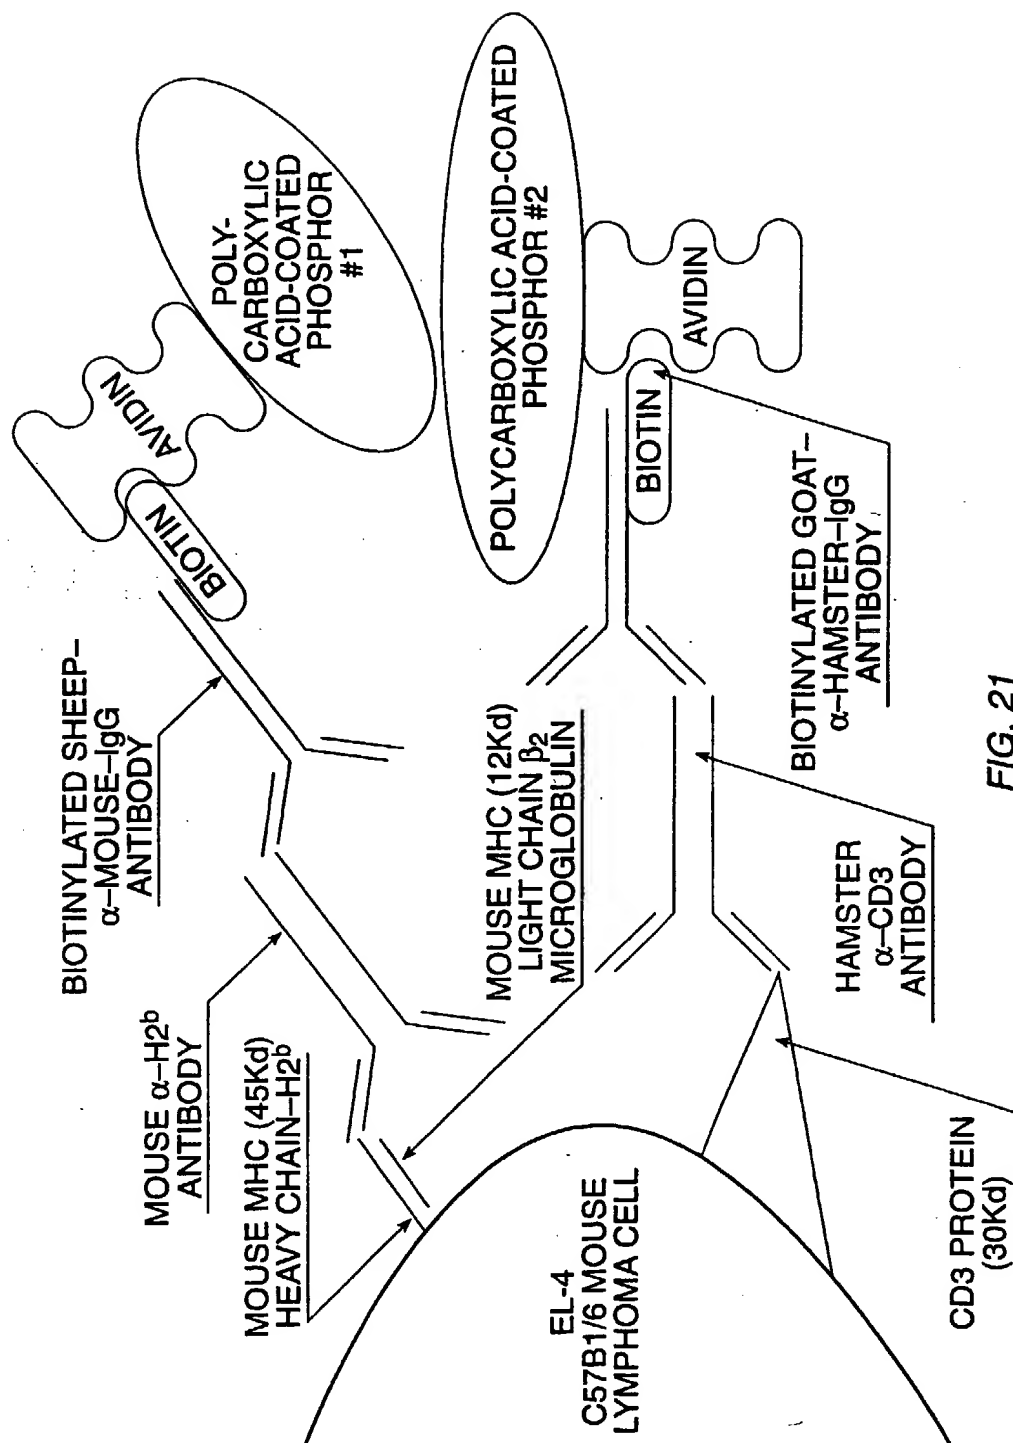 BIOTINYLATED SHEEP–
α–MOUSE–IgG
ANTIBODY
MOUSE α–H2b
ANTIBODY
MOUSE MHC (45Kd)
HEAVY CHAIN–H2b
EL-4
C57B1/6 MOUSE
LYMPHOMA CELL
MOUSE MHC (12Kd)
LIGHT CHAIN β2
MICROGLOBULIN
BIOTIN
AVIDIN
POLY-
CARBOXYLIC
ACID-COATED
PHOSPHOR
#1
POLYCARBOXYLIC ACID-COATED
PHOSPHOR #2
BIOTIN
AVIDIN
BIOTINYLATED GOAT–
α–HAMSTER–IgG
ANTIBODY
HAMSTER
α–CD3
ANTIBODY
CD3 PROTEIN
(30Kd)
FIG. 21